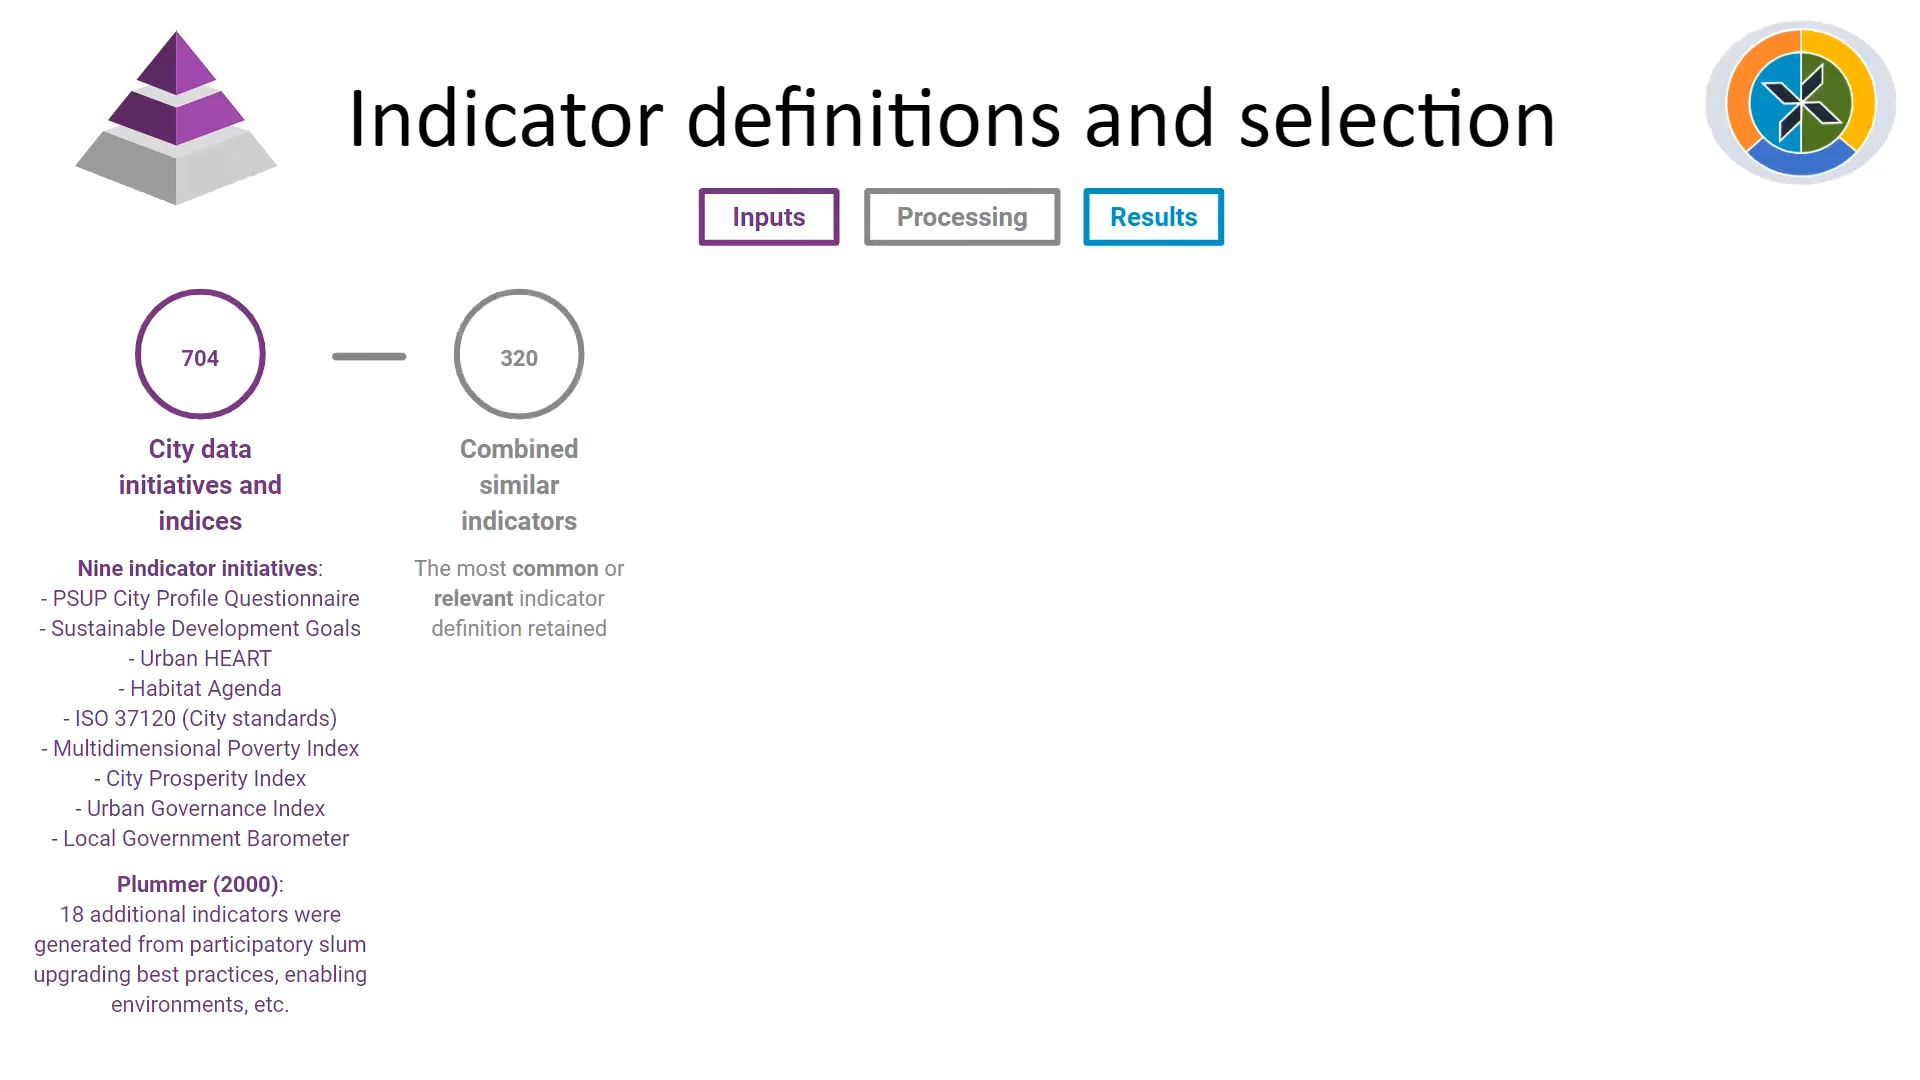 Indicator definitions and selection
Inputs
Processing
Results
704
City data
initiatives and
indices
Nine indicator initiatives:
- PSUP City Profile Questionnaire
- Sustainable Development Goals
- Urban HEART
- Habitat Agenda
- ISO 37120 (City standards)
- Multidimensional Poverty Index
- City Prosperity Index
- Urban Governance Index
- Local Government Barometer
Plummer (2000):
18 additional indicators were
generated from participatory slum
upgrading best practices, enabling
environments, etc.
320
Combined
similar
indicators
The most common or
relevant indicator
definition retained